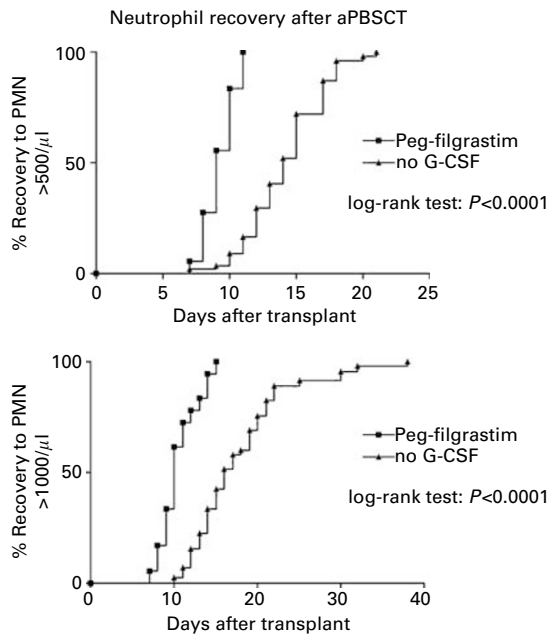 Neutrophil recovery after aPBSCT
% Recovery to PMN
>500/µl
100
50
0
0 5 10 15 20 25
Days after transplant
Peg-filgrastim
no G-CSF
log-rank test: P<0.0001
% Recovery to PMN
>1000/µl
100
50
0
0 10 20 30 40
Days after transplant
Peg-filgrastim
no G-CSF
log-rank test: P<0.0001